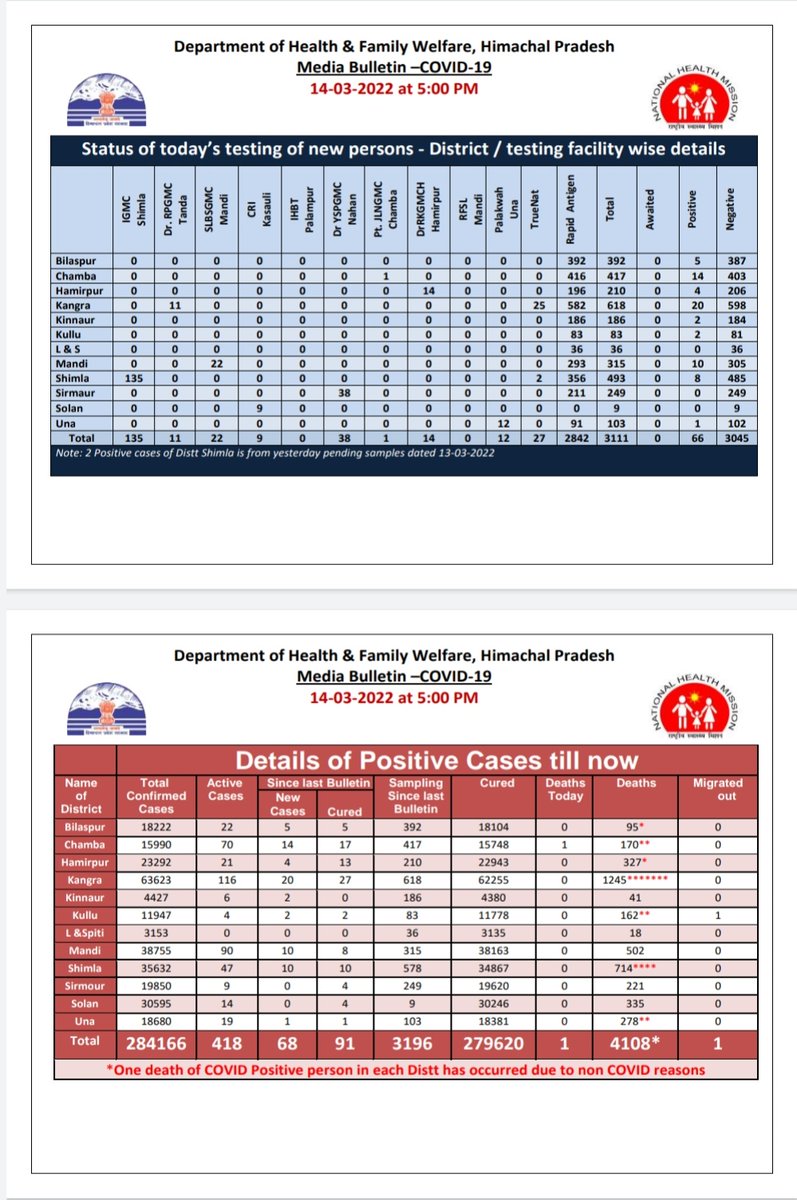 Department of Health & Family Welfare, Himachal Pradesh
Media Bulletin –COVID-19
14-03-2022 at 5:00 PM
NATIONAL HEALTH MISSION
राष्ट्रीय स्वास्थ्य मिशन
Status of today's testing of new persons - District / testing facility wise details
IGMC Shimla Dr. RPGMC Tanda SLBSGMC Mandi CRI Kasauli IHBT Palampur Dr YSPGMC Nahan Pt. JLNGMC Chamba DrRKGMCH Hamirpur RFSL Mandi Palakwah Una TrueNat Rapid Antigen Total Awaited Positive Negative
Bilaspur 0 0 0 0 0 0 0 0 0 0 0 392 392 0 5 387
Chamba 0 0 0 0 0 0 1 0 0 0 0 416 417 0 14 403
Hamirpur 0 0 0 0 0 0 0 14 0 0 0 196 210 0 4 206
Kangra 0 11 0 0 0 0 0 0 0 0 25 582 618 0 20 598
Kinnaur 0 0 0 0 0 0 0 0 0 0 0 186 186 0 2 184
Kullu 0 0 0 0 0 0 0 0 0 0 0 83 83 0 2 81
L & S 0 0 0 0 0 0 0 0 0 0 0 36 36 0 0 36
Mandi 0 0 22 0 0 0 0 0 0 0 0 293 315 0 10 305
Shimla 135 0 0 0 0 0 0 0 0 0 2 356 493 0 8 485
Sirmaur 0 0 0 0 0 38 0 0 0 0 0 211 249 0 0 249
Solan 0 0 0 9 0 0 0 0 0 0 0 0 9 0 0 9
Una 0 0 0 0 0 0 0 0 0 12 0 91 103 0 1 102
Total 135 11 22 9 0 38 1 14 0 12 27 2842 3111 0 66 3045
Note: 2 Positive cases of Distt Shimla is from yesterday pending samples dated 13-03-2022
Department of Health & Family Welfare, Himachal Pradesh
Media Bulletin –COVID-19
14-03-2022 at 5:00 PM
NATIONAL HEALTH MISSION
राष्ट्रीय स्वास्थ्य मिशन
Details of Positive Cases till now
Name of District Total Confirmed Cases Active Cases Since last Bulletin New Cases Cured Sampling Since last Bulletin Cured Deaths Today Deaths Migrated out
Bilaspur 18222 22 5 5 392 18104 0 95* 0
Chamba 15990 70 14 17 417 15748 1 170** 0
Hamirpur 23292 21 4 13 210 22943 0 327* 0
Kangra 63623 116 20 27 618 62255 0 1245******* 0
Kinnaur 4427 6 2 0 186 4380 0 41 0
Kullu 11947 4 2 2 83 11778 0 162** 1
L &Spiti 3153 0 0 0 36 3135 0 18 0
Mandi 38755 90 10 8 315 38163 0 502 0
Shimla 35632 47 10 10 578 34867 0 714**** 0
Sirmour 19850 9 0 4 249 19620 0 221 0
Solan 30595 14 0 4 9 30246 0 335 0
Una 18680 19 1 1 103 18381 0 278** 0
Total 284166 418 68 91 3196 279620 1 4108* 1
*One death of COVID Positive person in each Distt has occurred due to non COVID reasons